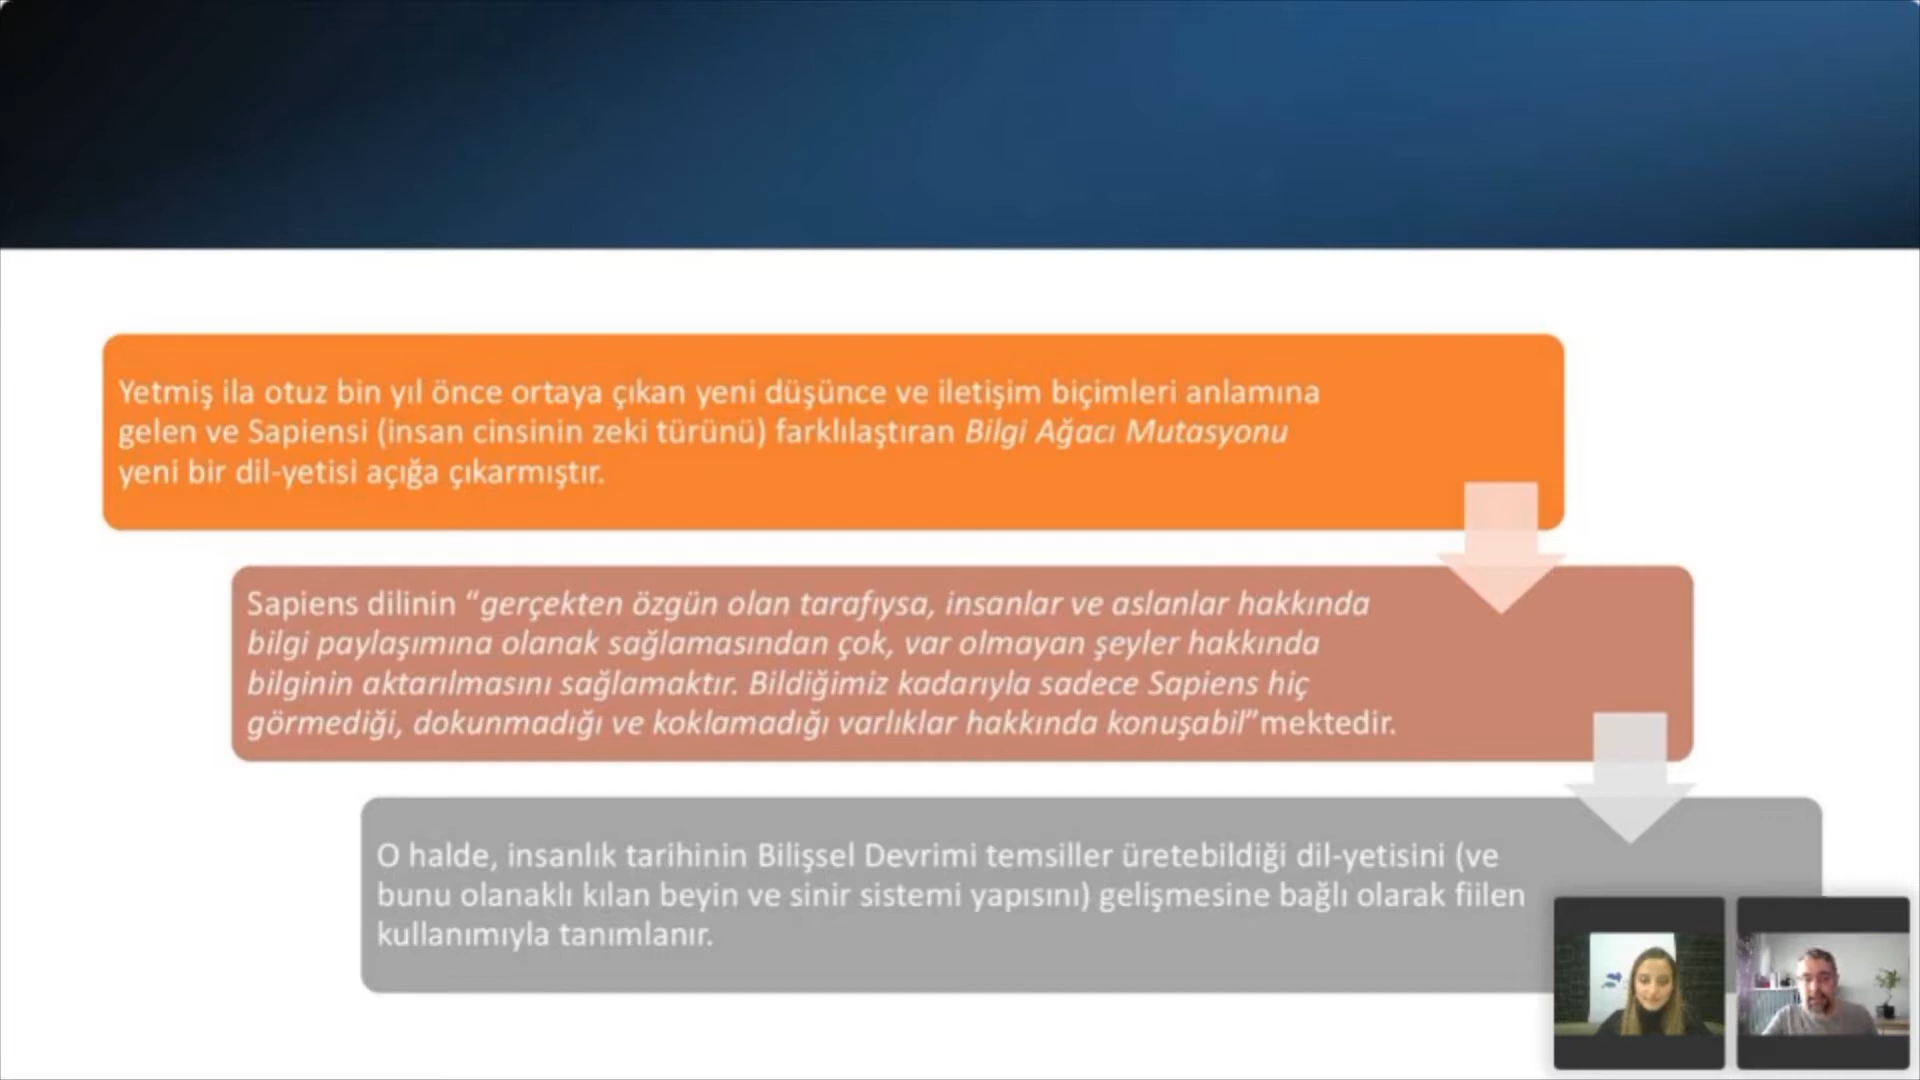 Yetmiş ila otuz bin yıl önce ortaya çıkan yeni düşünce ve iletişim biçimleri anlamına
gelen ve Sapiensi (insan cinsinin zeki türünü) farklılaştıran Bilgi Ağacı Mutasyonu
yeni bir dil-yetisi açığa çıkarmıştır.
Sapiens dilinin “gerçekten özgün olan tarafıysa, insanlar ve aslanlar hakkında
bilgi paylaşımına olanak sağlamasından çok, var olmayan şeyler hakkında
bilginin aktarılmasını sağlamaktır. Bildiğimiz kadarıyla sadece Sapiens hiç
görmediği, dokunmadığı ve koklamadığı varlıklar hakkında konuşabil”mektedir.
O halde, insanlık tarihinin Bilişsel Devrimi temsiller üretebildiği dil-yetisini (ve
bunu olanaklı kılan beyin ve sinir sistemi yapısını) gelişmesine bağlı olarak fiilen
kullanımıyla tanımlanır.